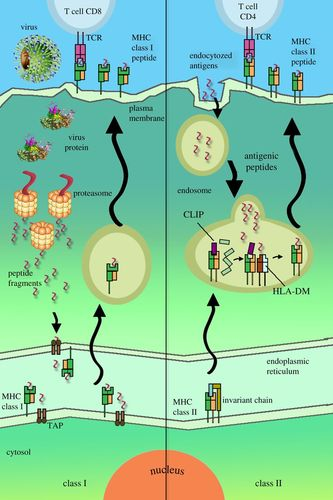 T cell CD8
virus
TCR
MHC
class I
peptide
plasma
membrane
virus
protein
proteasome
peptide
fragments
MHC
class I
TAP
cytosol
class I
T cell
CD4
TCR
MHC
class II
peptide
endocytozed
antigens
antigenic
peptides
endosome
CLIP
HLA-DM
endoplasmic
reticulum
MHC
class II
invariant chain
nucleus
class II